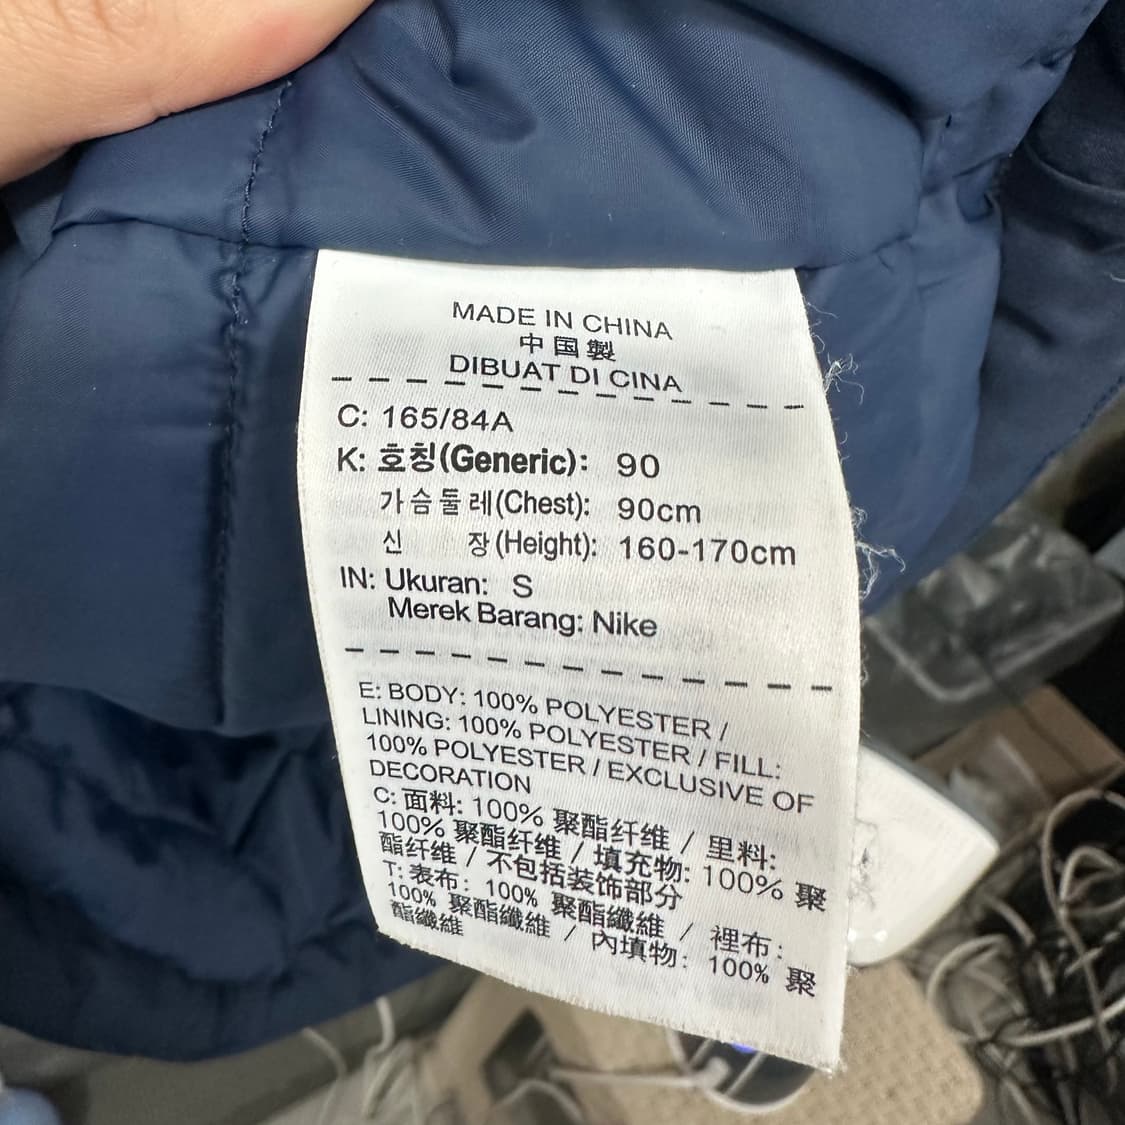 MADE IN CHINA
中国製
DIBUAT DI CINA
C: 165/84A
K: 호칭(Generic): 90
가슴둘레(Chest): 90cm
신 장(Height): 160-170cm
IN: Ukuran: S
Merek Barang: Nike
E: BODY: 100% POLYESTER /
LINING: 100% POLYESTER / FILL:
100% POLYESTER / EXCLUSIVE OF
DECORATION
C: 面料: 100% 聚酯纤维 / 里料:
100% 聚酯纤维 / 填充物: 100% 聚
酯纤维 / 不包括装饰部分
T: 表布: 100% 聚酯纖維 / 裡布:
100% 聚酯纖維 / 內填物: 100% 聚
酯纖維